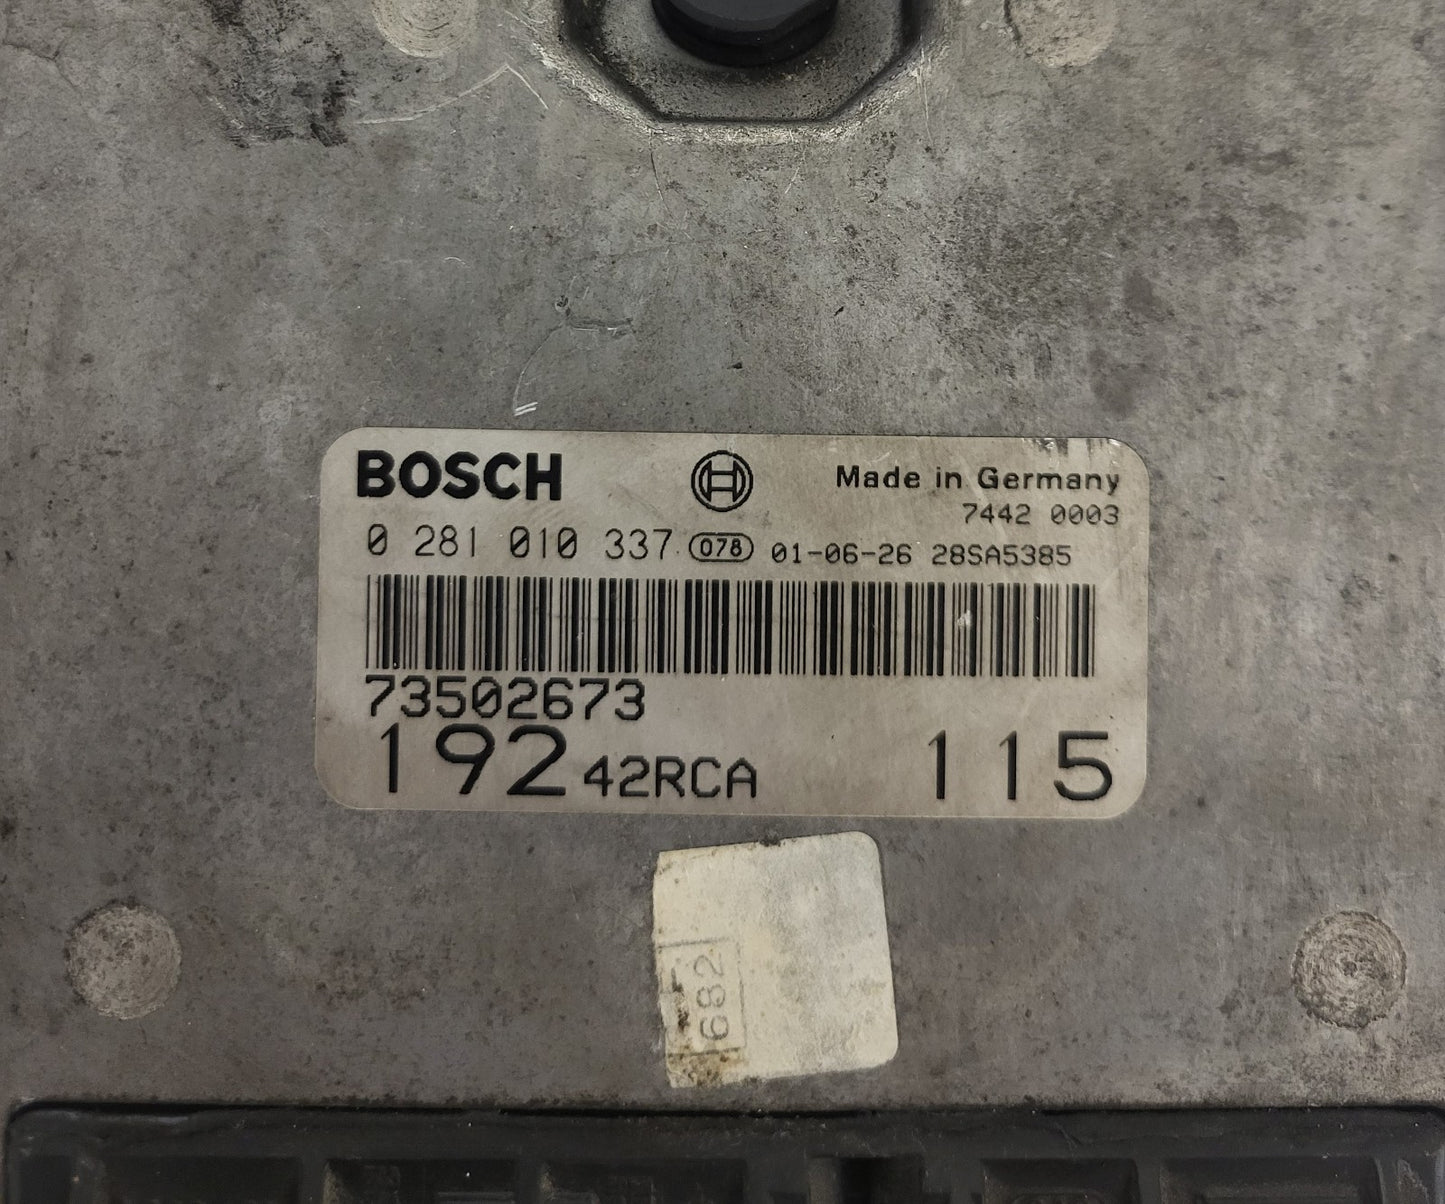 BOSCH
Made in Germany
7442 0003
0 281 010 337 078 01-06-26 28SA5385
73502673
192 42RCA 115
682